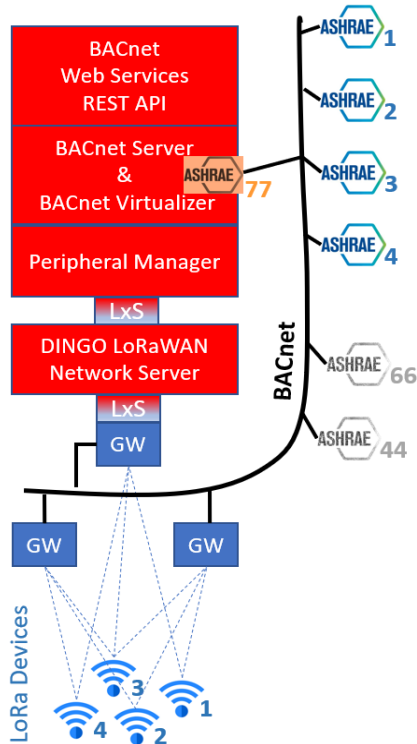 BACnet
Web Services
REST API
BACnet Server
&
BACnet Virtualizer
ASHRAE
77
Peripheral Manager
LxS
DINGO LoRaWAN
Network Server
LxS
GW
GW
GW
BACnet
ASHRAE
1
ASHRAE
2
ASHRAE
3
ASHRAE
4
ASHRAE
66
ASHRAE
44
LoRa Devices
3
1
4
2